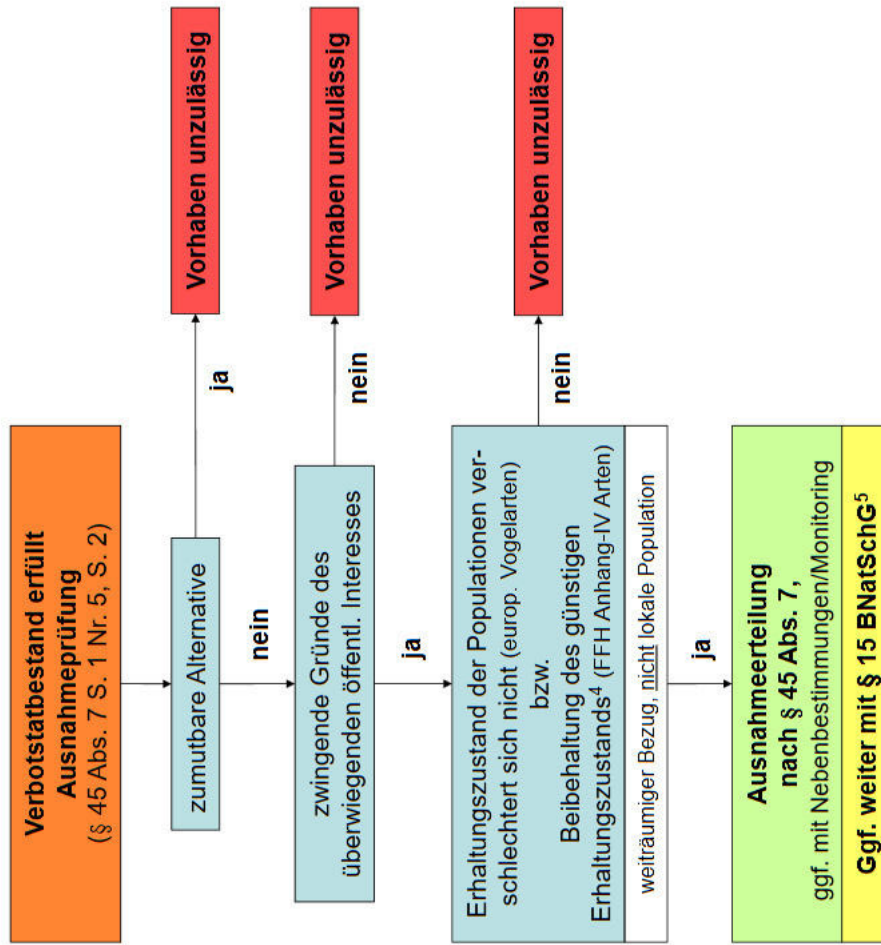 Verbotstatbestand erfüllt
Ausnahmeprüfung
(§ 45 Abs. 7 S. 1 Nr. 5, S. 2)
zumutbare Alternative
ja
Vorhaben unzulässig
nein
zwingende Gründe des
überwiegenden öffentl. Interesses
nein
Vorhaben unzulässig
ja
Erhaltungszustand der Populationen ver-
schlechtert sich nicht (europ. Vogelarten)
bzw.
Beibehaltung des günstigen
Erhaltungszustands⁴ (FFH Anhang-IV Arten)
weiträumiger Bezug, nicht lokale Population
nein
Vorhaben unzulässig
ja
Ausnahmeerteilung
nach § 45 Abs. 7,
ggf. mit Nebenbestimmungen/Monitoring
Ggf. weiter mit § 15 BNatSchG⁵